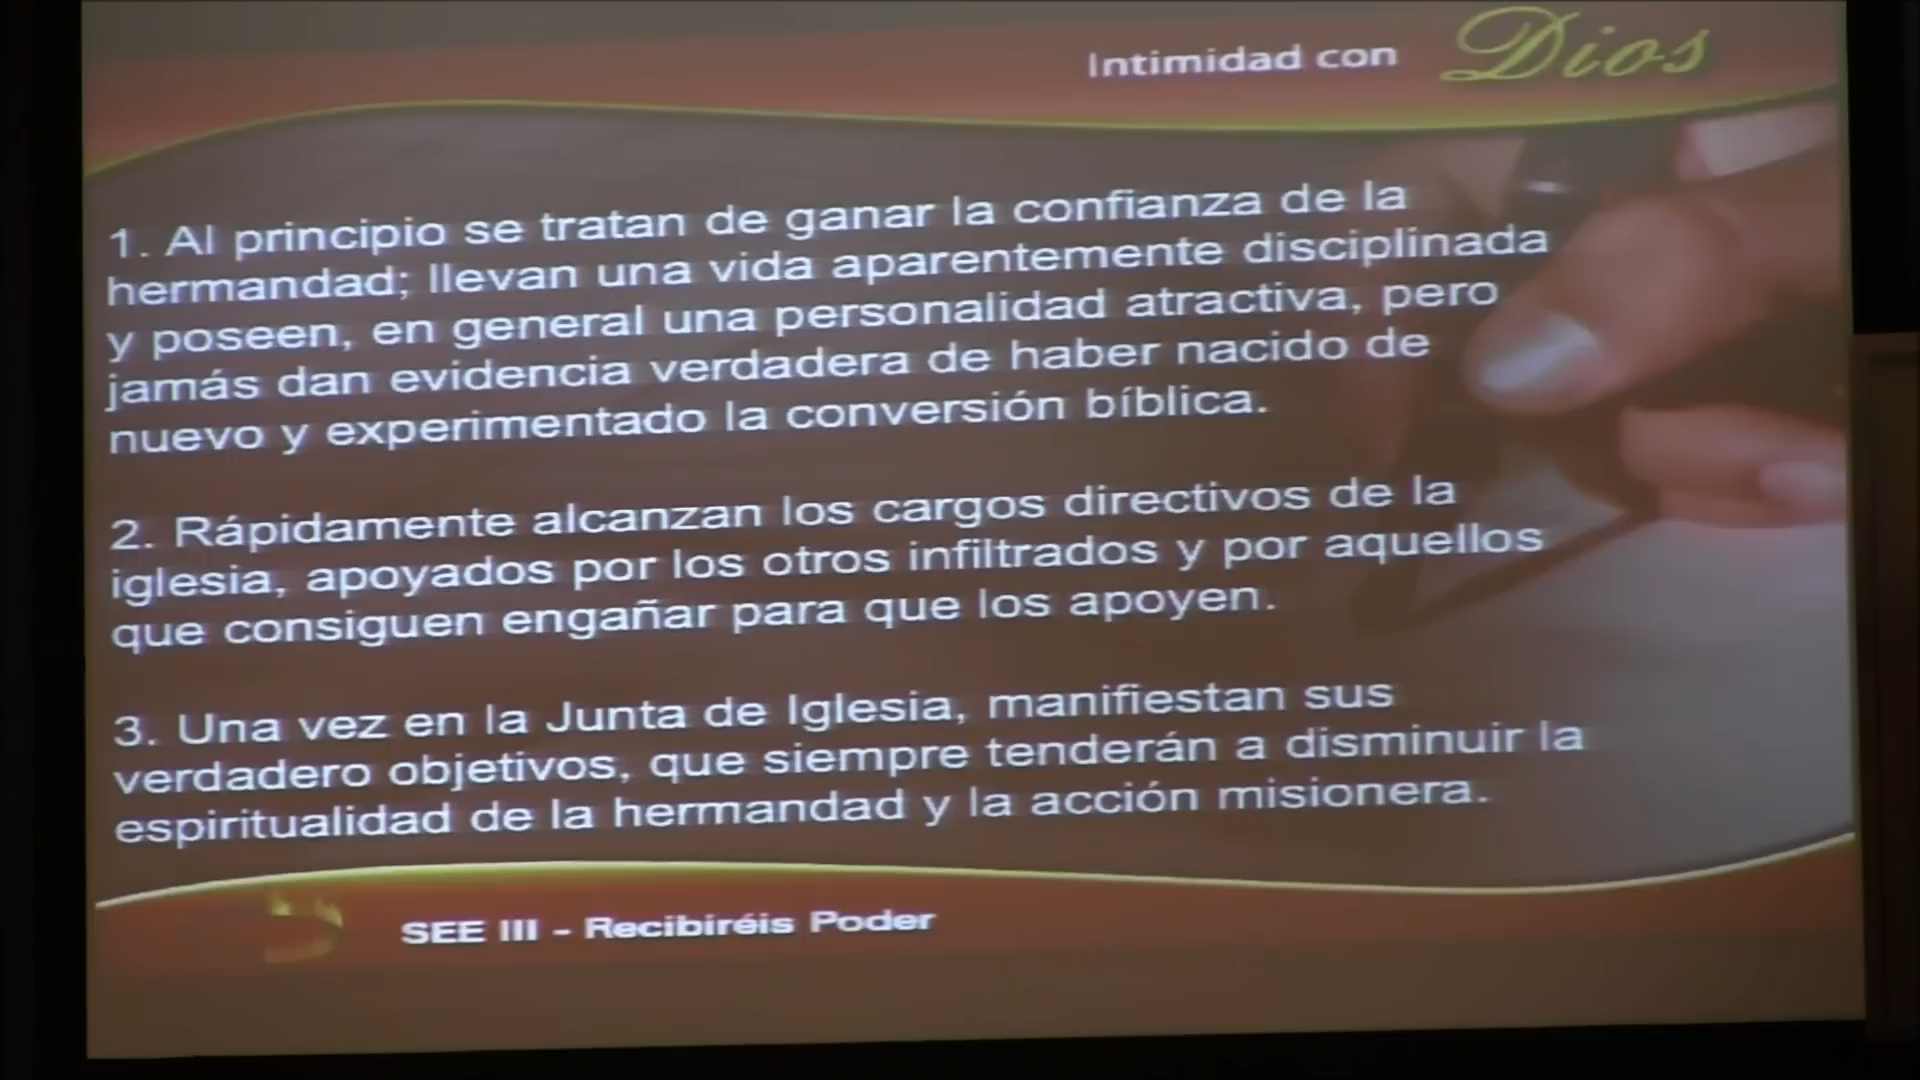 Intimidad con Dios
1. Al principio se tratan de ganar la confianza de la
hermandad; llevan una vida aparentemente disciplinada
y poseen, en general una personalidad atractiva, pero
jamás dan evidencia verdadera de haber nacido de
nuevo y experimentado la conversión bíblica.
2. Rápidamente alcanzan los cargos directivos de la
iglesia, apoyados por los otros infiltrados y por aquellos
que consiguen engañar para que los apoyen.
3. Una vez en la Junta de Iglesia, manifiestan sus
verdadero objetivos, que siempre tenderán a disminuir la
espiritualidad de la hermandad y la acción misionera.
SEE III - Recibiréis Poder